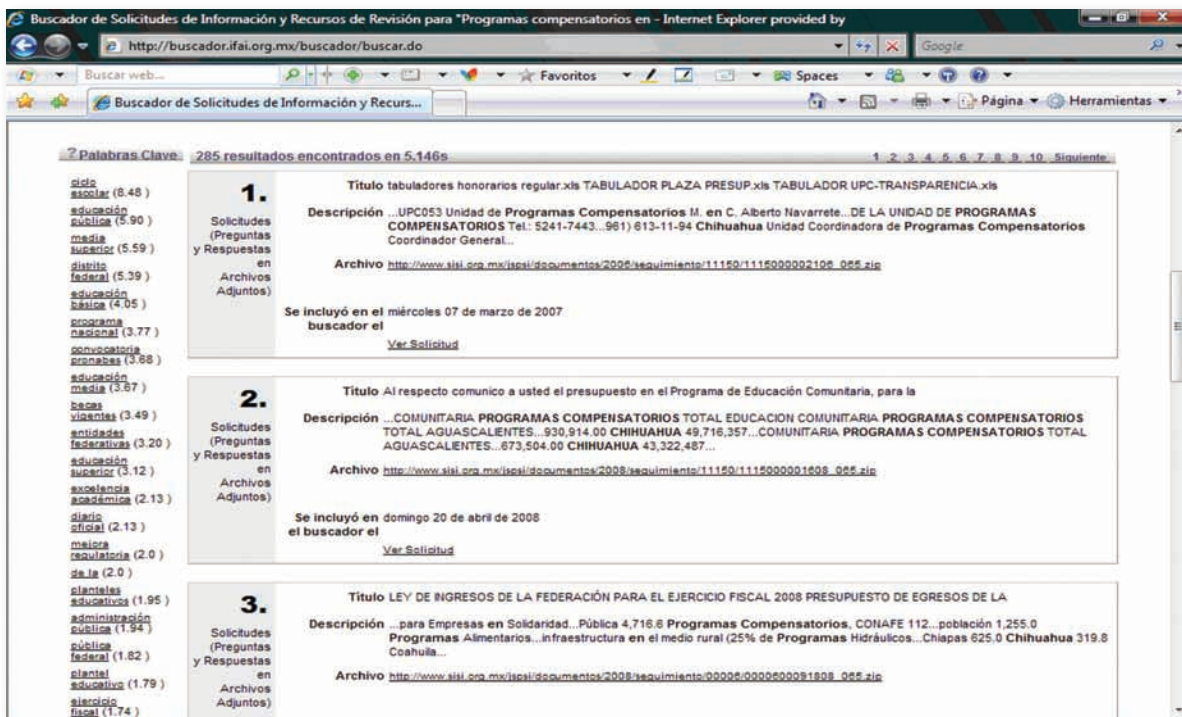 Buscador de Solicitudes de Información y Recursos de Revisión para "Programas compensatorios en - Internet Explorer provided by
http://buscador.ifai.org.mx/buscador/buscar.do
Google
Buscar web...
Favoritos
Spaces
Buscador de Solicitudes de Información y Recurs...
Página
Herramientas
? Palabras Clave
285 resultados encontrados en 5.146s
1 2 3 4 5 6 7 8 9 10 Siguiente
ciclo
escolar (8.48 )
educación
pública (5.90 )
media
superior (5.59 )
distrito
federal (5.39 )
educación
básica (4.05 )
programa
nacional (3.77 )
convocatoria
pronabes (3.68 )
educación
media (3.67 )
becas
vigentes (3.49 )
entidades
federativas (3.20 )
educación
superior (3.12 )
excelencia
académica (2.13 )
diario
oficial (2.13 )
mejora
regulatoria (2.0 )
de la (2.0 )
planteles
educativos (1.95 )
administración
pública (1.94 )
pública
federal (1.82 )
plantel
educativo (1.79 )
ejercicio
fiscal (1.74 )
1.
Solicitudes
(Preguntas
y Respuestas
en
Archivos
Adjuntos)
Título tabuladores honorarios regular.xls TABULADOR PLAZA PRESUP.xls TABULADOR UPC-TRANSPARENCIA.xls
Descripción ...UPC053 Unidad de Programas Compensatorios M. en C. Alberto Navarrete...DE LA UNIDAD DE PROGRAMAS
COMPENSATORIOS Tel.: 5241-7443...961) 613-11-94 Chihuahua Unidad Coordinadora de Programas Compensatorios
Coordinador General...
Archivo http://www.sisi.org.mx/jspsi/documentos/2006/seguimiento/11150/1115000002106_065.zip
Se incluyó en el miércoles 07 de marzo de 2007
buscador el
Ver Solicitud
2.
Solicitudes
(Preguntas
y Respuestas
en
Archivos
Adjuntos)
Título Al respecto comunico a usted el presupuesto en el Programa de Educación Comunitaria, para la
Descripción ...COMUNITARIA PROGRAMAS COMPENSATORIOS TOTAL EDUCACION COMUNITARIA PROGRAMAS COMPENSATORIOS
TOTAL AGUASCALIENTES...930,914.00 CHIHUAHUA 49,716,357...COMUNITARIA PROGRAMAS COMPENSATORIOS TOTAL
AGUASCALIENTES...673,504.00 CHIHUAHUA 43,322,487...
Archivo http://www.sisi.org.mx/jspsi/documentos/2008/seguimiento/11150/1115000001608_065.zip
Se incluyó en domingo 20 de abril de 2008
el buscador el
Ver Solicitud
3.
Solicitudes
(Preguntas
y Respuestas
en
Archivos
Adjuntos)
Título LEY DE INGRESOS DE LA FEDERACIÓN PARA EL EJERCICIO FISCAL 2008 PRESUPUESTO DE EGRESOS DE LA
Descripción ...para Empresas en Solidaridad...Pública 4,716.6 Programas Compensatorios, CONAFE 112...población 1,255.0
Programas Alimentarios...infraestructura en el medio rural (25% de Programas Hidráulicos...Chiapas 625.0 Chihuahua 319.8
Coahuila...
Archivo http://www.sisi.org.mx/jspsi/documentos/2008/seguimiento/00006/0000600091808_065.zip